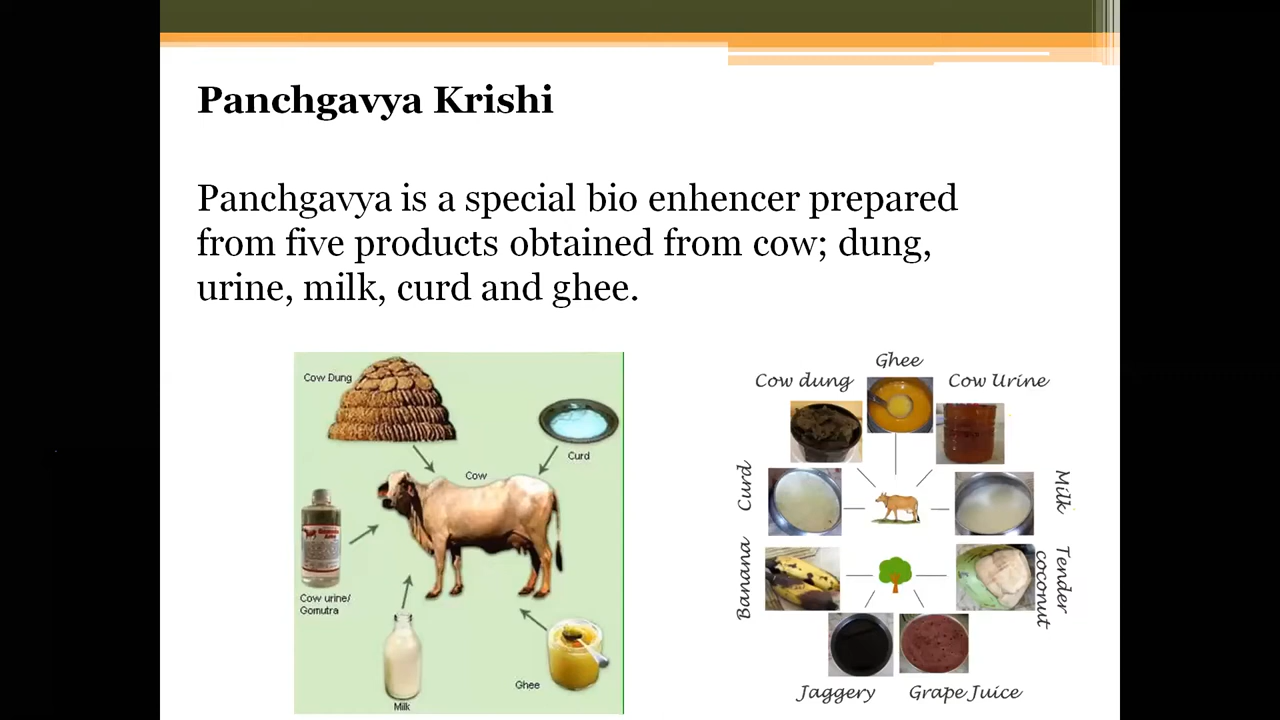 Panchgavya Krishi
Panchgavya is a special bio enhencer prepared
from five products obtained from cow; dung,
urine, milk, curd and ghee.
Cow Dung
Curd
Cow
Cow urine/
Gomutra
Ghee
Milk
Ghee
Cow dung
Cow Urine
Curd
Milk
Banana
Tender
coconut
Jaggery
Grape Juice